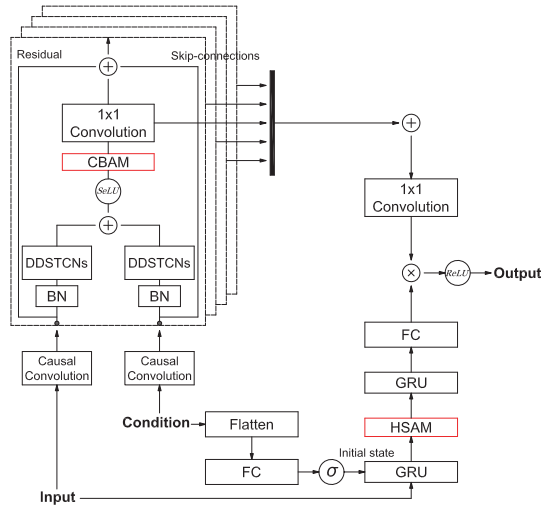 Residual
Skip-connections
1x1
Convolution
CBAM
SeLU
DDSTCNs
DDSTCNs
BN
BN
Causal
Convolution
Causal
Convolution
1x1
Convolution
ReLU
Output
FC
GRU
HSAM
Condition
Flatten
Initial state
FC
σ
GRU
Input